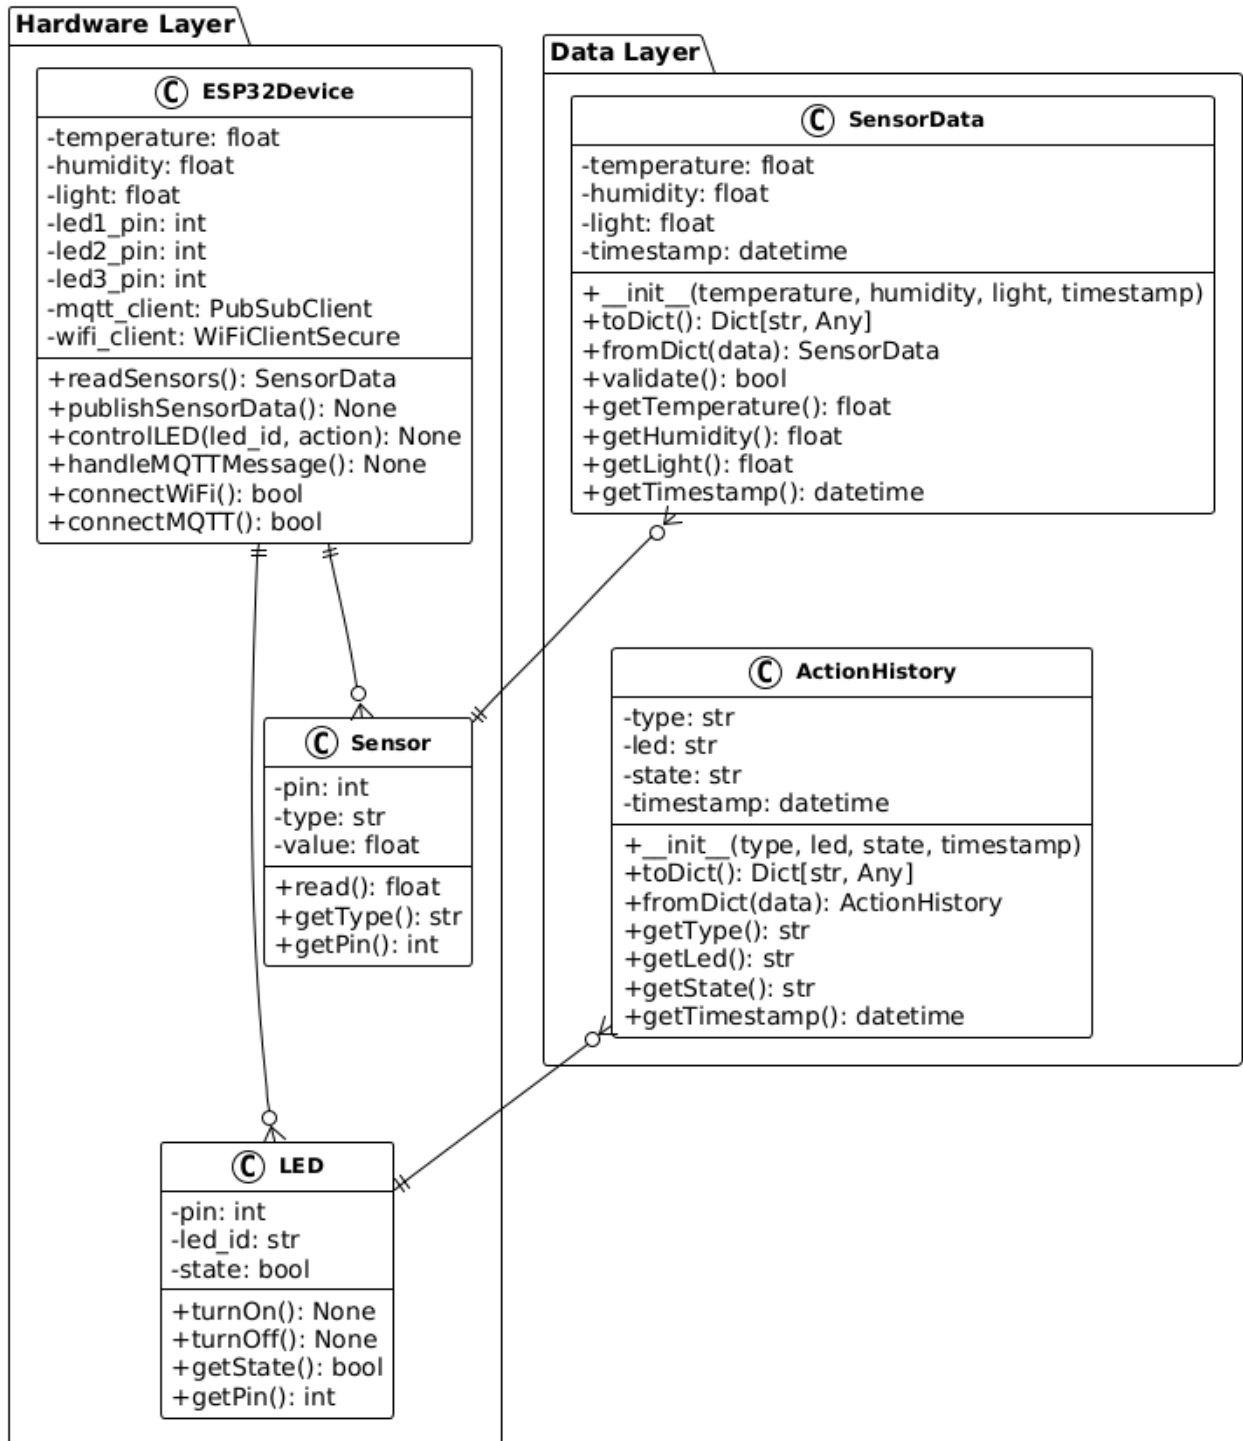 Hardware Layer
C ESP32Device
-temperature: float
-humidity: float
-light: float
-led1_pin: int
-led2_pin: int
-led3_pin: int
-mqtt_client: PubSubClient
-wifi_client: WiFiClientSecure
+readSensors(): SensorData
+publishSensorData(): None
+controlLED(led_id, action): None
+handleMQTTMessage(): None
+connectWiFi(): bool
+connectMQTT(): bool
Data Layer
C SensorData
-temperature: float
-humidity: float
-light: float
-timestamp: datetime
+__init__(temperature, humidity, light, timestamp)
+toDict(): Dict[str, Any]
+fromDict(data): SensorData
+validate(): bool
+getTemperature(): float
+getHumidity(): float
+getLight(): float
+getTimestamp(): datetime
C Sensor
-pin: int
-type: str
-value: float
+read(): float
+getType(): str
+getPin(): int
C ActionHistory
-type: str
-led: str
-state: str
-timestamp: datetime
+__init__(type, led, state, timestamp)
+toDict(): Dict[str, Any]
+fromDict(data): ActionHistory
+getType(): str
+getLed(): str
+getState(): str
+getTimestamp(): datetime
C LED
-pin: int
-led_id: str
-state: bool
+turnOn(): None
+turnOff(): None
+getState(): bool
+getPin(): int